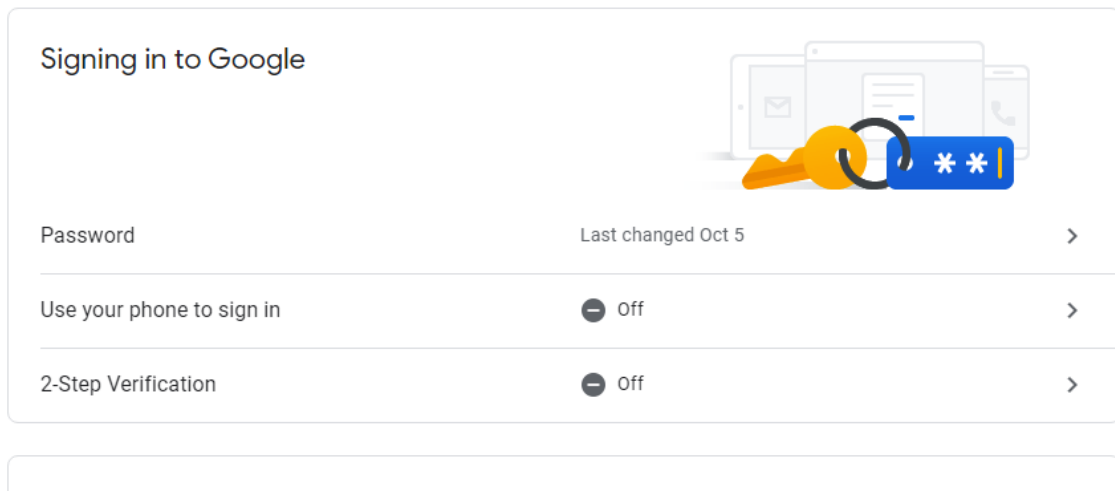 Signing in to Google
* *
Password Last changed Oct 5
Use your phone to sign in Off
2-Step Verification Off